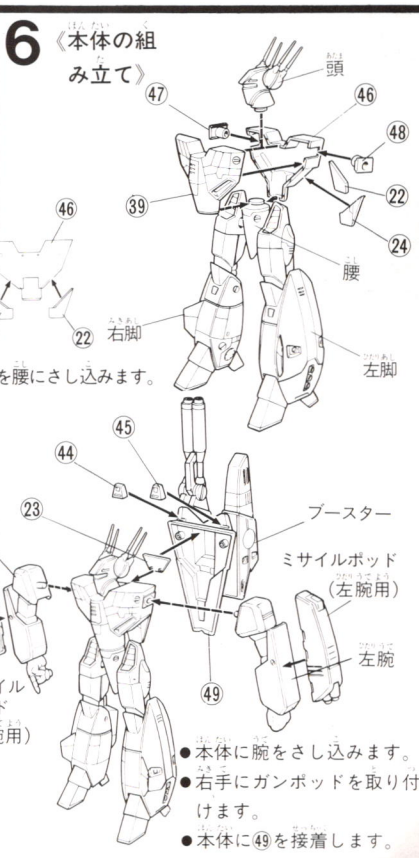 6 《本体の組
み立て》
頭
47
46
48
39
22
24
46
22
腰
右脚
左脚
を腰にさし込みます。
45
44
23
ブースター
ミサイルポッド
(左腕用)
左腕
49
イル
ド
用)
●本体に腕をさし込みます。
●右手にガンポッドを取り付
けます。
●本体に㊾を接着します。